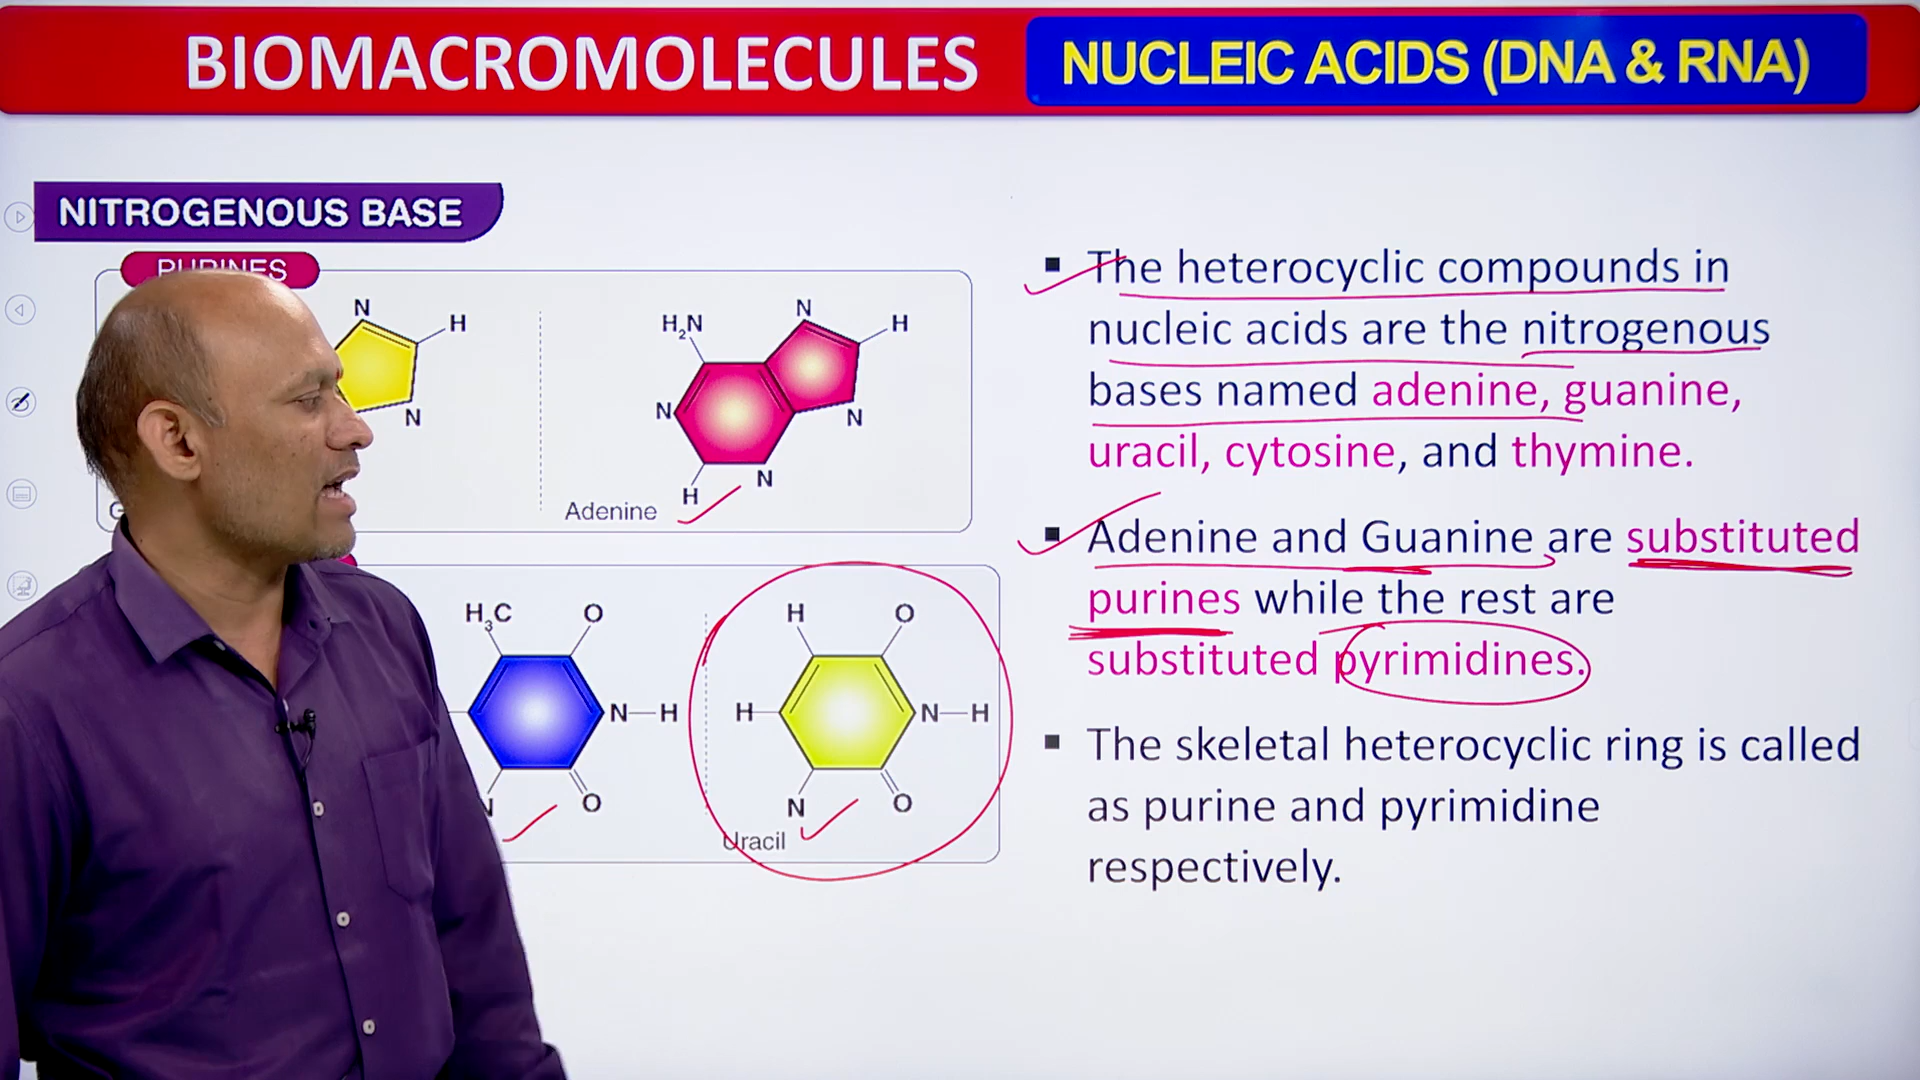 BIOMACROMOLECULES
NUCLEIC ACIDS (DNA & RNA)
NITROGENOUS BASE
PURINES
N
H
N
H₂N
N
H
N
N
N
H
Adenine
H₃C
O
N—H
N
O
H
O
H
N—H
N
O
Uracil
The heterocyclic compounds in
nucleic acids are the nitrogenous
bases named adenine, guanine,
uracil, cytosine, and thymine.
Adenine and Guanine are substituted
purines while the rest are
substituted pyrimidines.
The skeletal heterocyclic ring is called
as purine and pyrimidine
respectively.